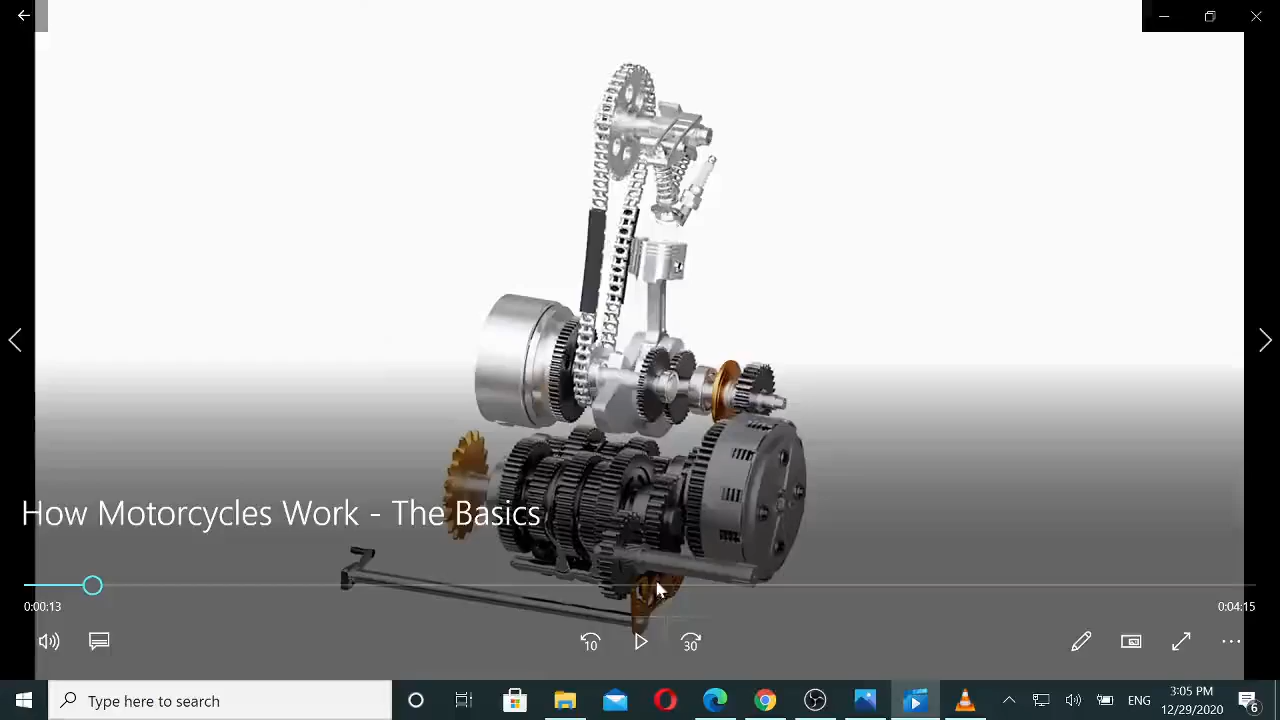 How Motorcycles Work - The Basics
0:00:13
0:04:15
10
30
Type here to search
ENG
3:05 PM
12/29/2020
6